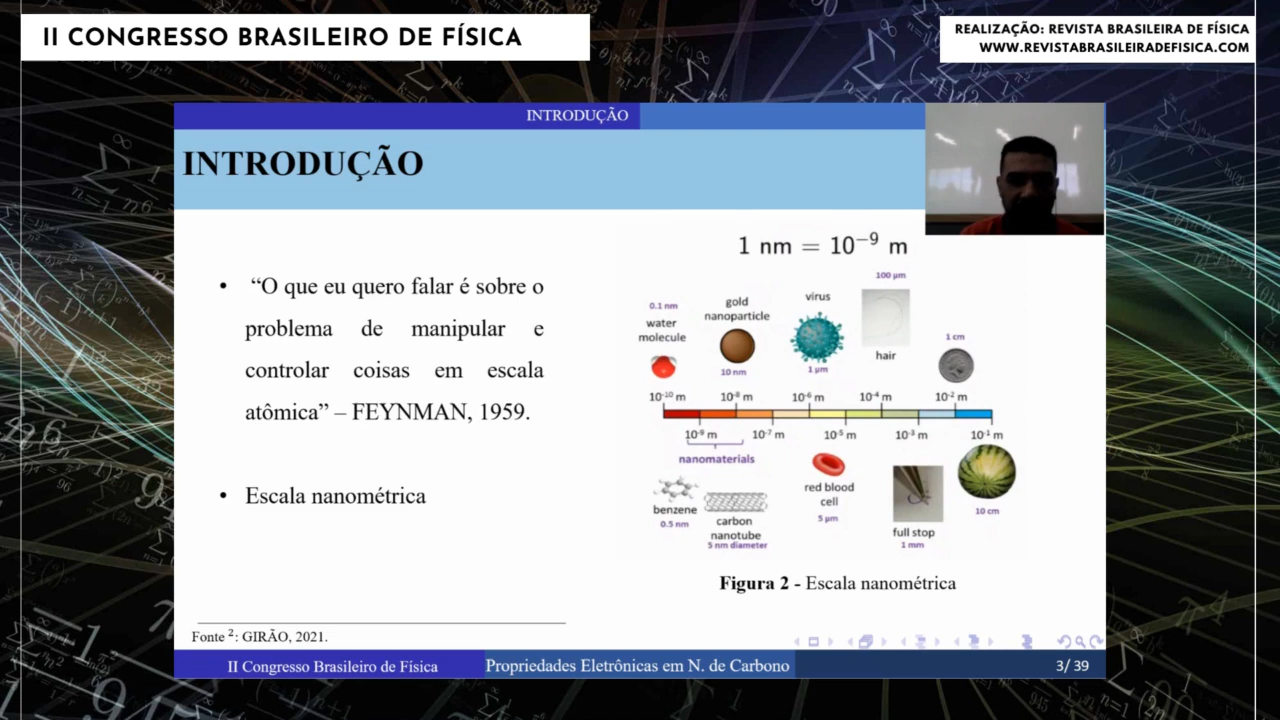 II CONGRESSO BRASILEIRO DE FÍSICA
REALIZAÇÃO: REVISTA BRASILEIRA DE FÍSICA
WWW.REVISTABRASILEIRADEFISICA.COM
INTRODUÇÃO
INTRODUÇÃO
• “O que eu quero falar é sobre o
problema de manipular e
controlar coisas em escala
atômica” – FEYNMAN, 1959.
• Escala nanométrica
1 nm = 10⁻⁹ m
0.1 nm
water
molecule
gold
nanoparticle
10 nm
virus
1 µm
100 µm
hair
1 cm
10⁻¹⁰ m
10⁻⁸ m
10⁻⁶ m
10⁻⁴ m
10⁻² m
10⁻⁹ m
10⁻⁷ m
10⁻⁵ m
10⁻³ m
10⁻¹ m
nanomaterials
benzene
0.5 nm
carbon
nanotube
5 nm diameter
red blood
cell
5 µm
full stop
1 mm
10 cm
Figura 2 - Escala nanométrica
Fonte ²: GIRÃO, 2021.
II Congresso Brasileiro de Física
Propriedades Eletrônicas em N. de Carbono
3/ 39